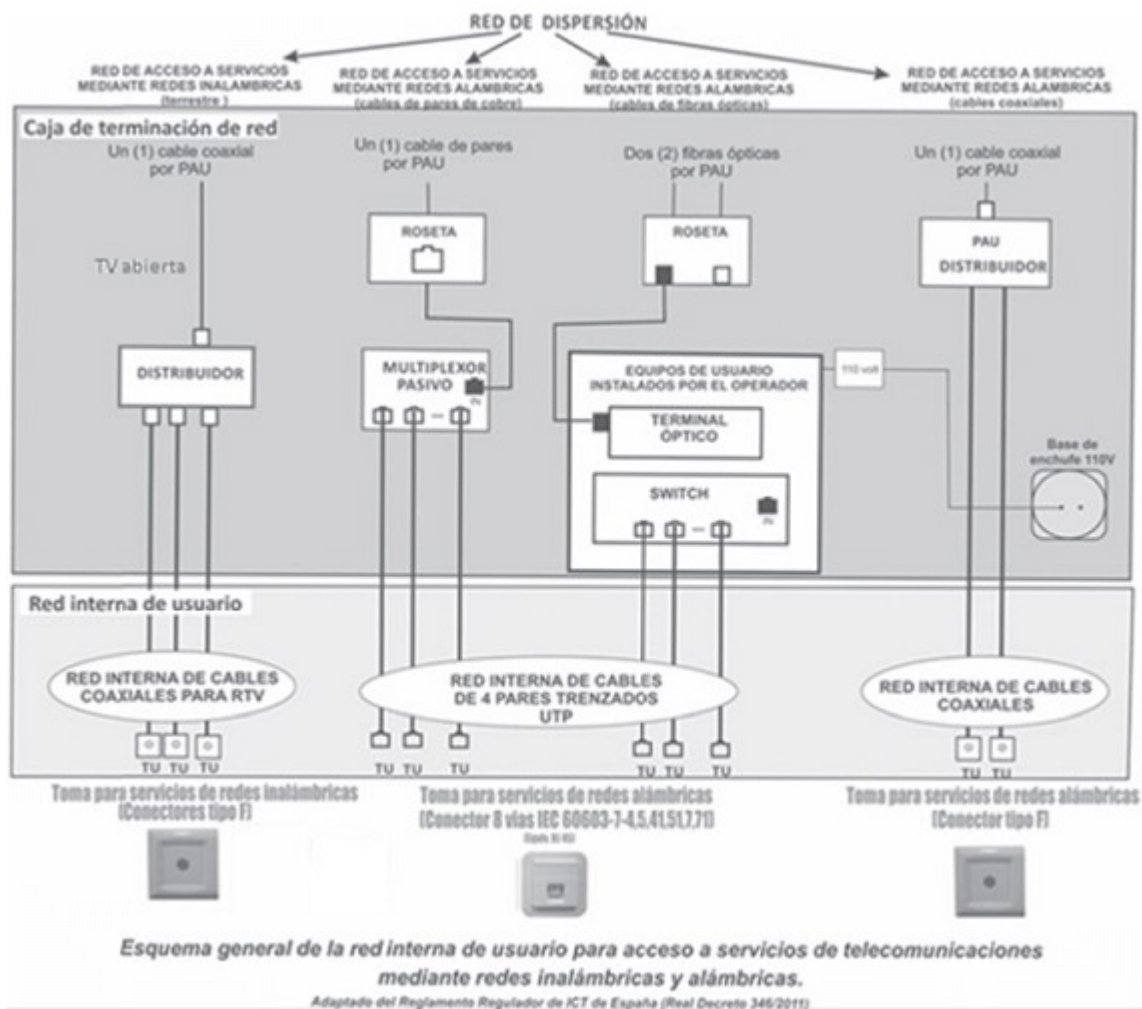 RED DE DISPERSIÓN
RED DE ACCESO A SERVICIOS
MEDIANTE REDES INALAMBRICAS
(terrestre )
RED DE ACCESO A SERVICIOS
MEDIANTE REDES ALAMBRICAS
(cables de pares de cobre)
RED DE ACCESO A SERVICIOS
MEDIANTE REDES ALAMBRICAS
(cables de fibras ópticas)
RED DE ACCESO A SERVICIOS
MEDIANTE REDES ALAMBRICAS
(cables coaxiales)
Caja de terminación de red
Un (1) cable coaxial
por PAU
Un (1) cable de pares
por PAU
Dos (2) fibras ópticas
por PAU
Un (1) cable coaxial
por PAU
ROSETA
ROSETA
PAU
DISTRIBUIDOR
TV abierta
DISTRIBUIDOR
MULTIPLEXOR
PASIVO
EQUIPOS DE USUARIO
INSTALADOS POR EL OPERADOR
110 volt
TERMINAL
ÓPTICO
Base de
enchufe 110V
SWITCH
Red interna de usuario
RED INTERNA DE CABLES
COAXIALES PARA RTV
RED INTERNA DE CABLES
DE 4 PARES TRENZADOS
UTP
RED INTERNA DE CABLES
COAXIALES
TU TU TU
TU TU TU
TU TU TU
TU TU
Toma para servicios de redes inalámbricas
(Conectores tipo F)
Toma para servicios de redes alámbricas
(Conector 8 vias IEC 60603-7-4,5,41,51,7,71)
Toma para servicios de redes alámbricas
(Conector tipo F)
Esquema general de la red interna de usuario para acceso a servicios de telecomunicaciones
mediante redes inalámbricas y alámbricas.
Adaptado del Reglamento Regulador de ICT de España (Real Decreto 346/2011)